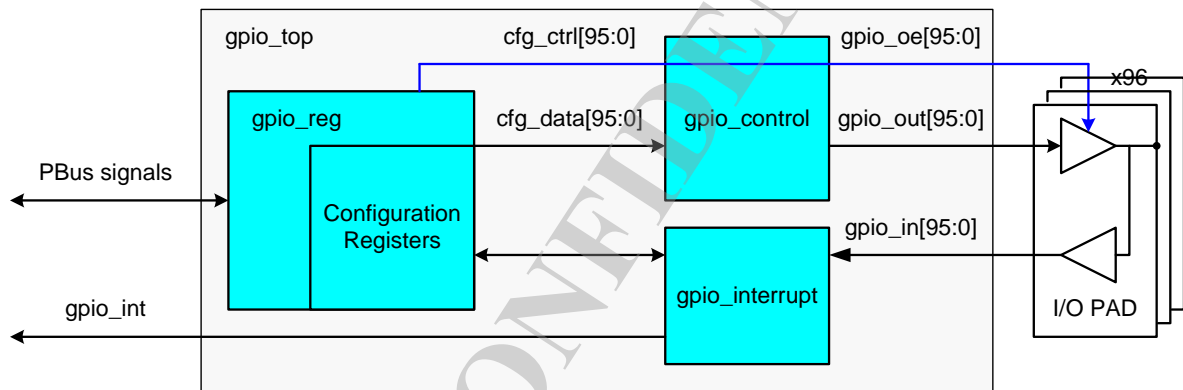 gpio_top
cfg_ctrl[95:0]
gpio_oe[95:0]
x96
gpio_reg
cfg_data[95:0]
gpio_control
gpio_out[95:0]
PBus signals
Configuration
Registers
gpio_in[95:0]
gpio_int
gpio_interrupt
I/O PAD
ONFIDE